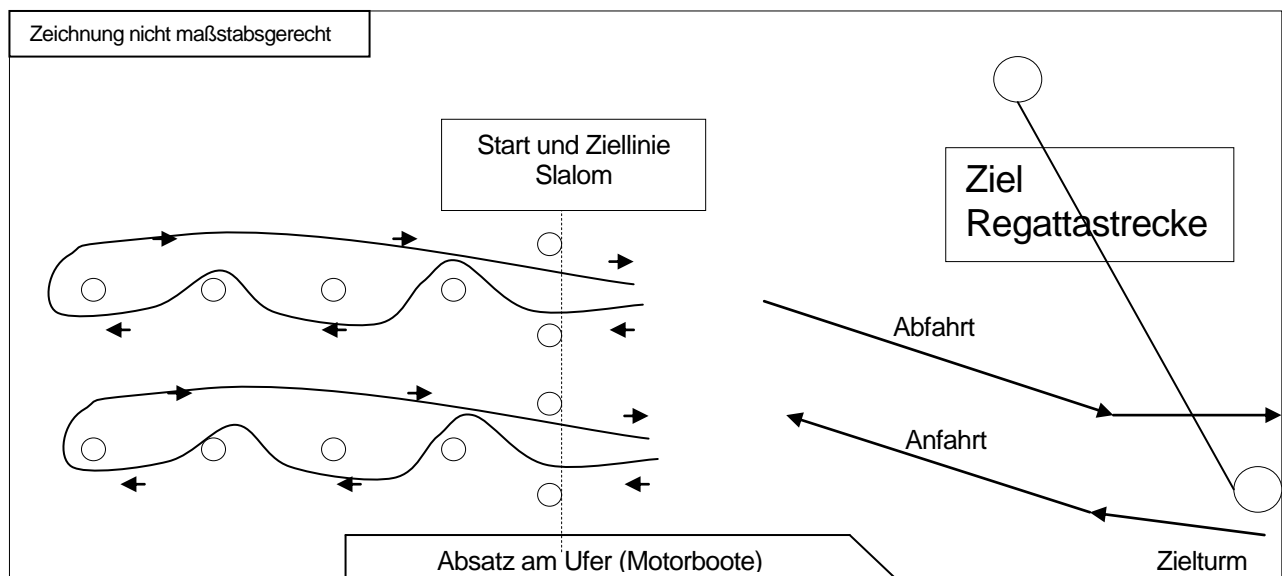 Zeichnung nicht maßstabsgerecht
Start und Ziellinie
Slalom
Ziel
Regattastrecke
Abfahrt
Anfahrt
Absatz am Ufer (Motorboote)
Zielturm